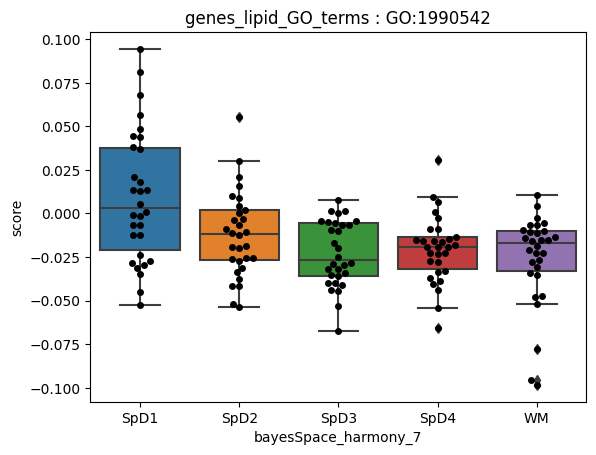 genes_lipid_GO_terms : GO:1990542
0.100
0.075
0.050
0.025
0.000
−0.025
−0.050
−0.075
−0.100
score
SpD1 SpD2 SpD3 SpD4 WM
bayesSpace_harmony_7